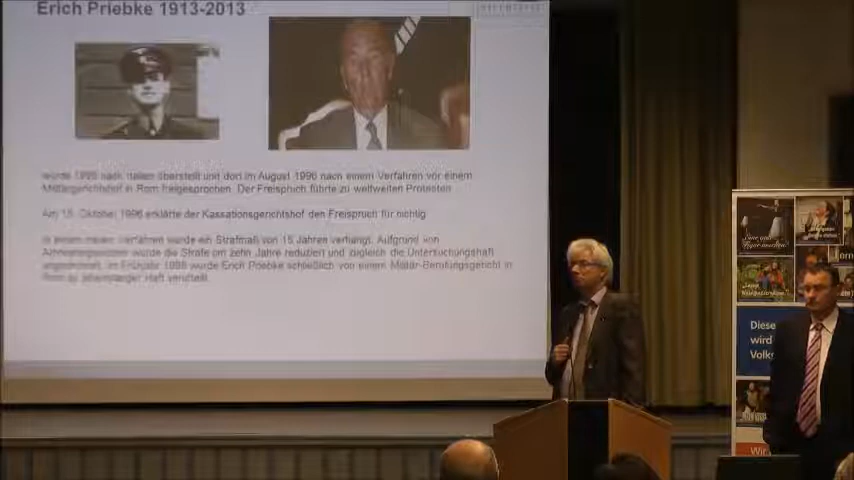 Erich Priebke 1913-2013
wurde 1995 nach Italien überstellt und dort im August 1996 nach einem Verfahren vor einem
Militärgerichtshof in Rom freigesprochen. Der Freispruch führte zu weltweiten Protesten.
Am 15. Oktober 1996 erklärte der Kassationsgerichtshof den Freispruch für nichtig
In einem neuen Verfahren wurde ein Strafmaß von 15 Jahren verhängt. Aufgrund von
wurde die Strafe um zehn Jahre reduziert und zugleich die Untersuchungshaft
angerechnet. Im Frühjahr 1998 wurde Erich Priebke schließlich von einem Militär-Berufungsgericht in
Rom zu lebenslanger Haft verurteilt.
Diese
wird
Volks
Wir